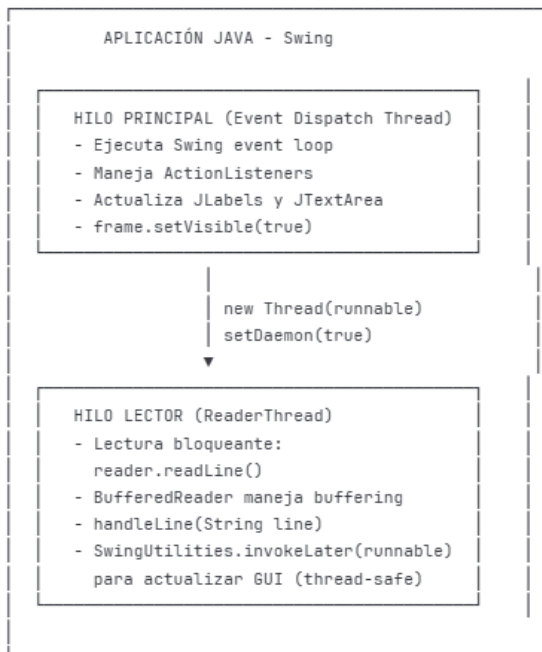 APLICACIÓN JAVA - Swing
HILO PRINCIPAL (Event Dispatch Thread)
- Ejecuta Swing event loop
- Maneja ActionListeners
- Actualiza JLabels y JTextArea
- frame.setVisible(true)
new Thread(runnable)
setDaemon(true)
HILO LECTOR (ReaderThread)
- Lectura bloqueante:
reader.readLine()
- BufferedReader maneja buffering
- handleLine(String line)
- SwingUtilities.invokeLater(runnable)
para actualizar GUI (thread-safe)